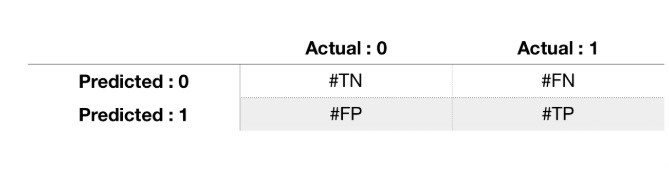 Actual : 0 Actual : 1
Predicted : 0 #TN #FN
Predicted : 1 #FP #TP